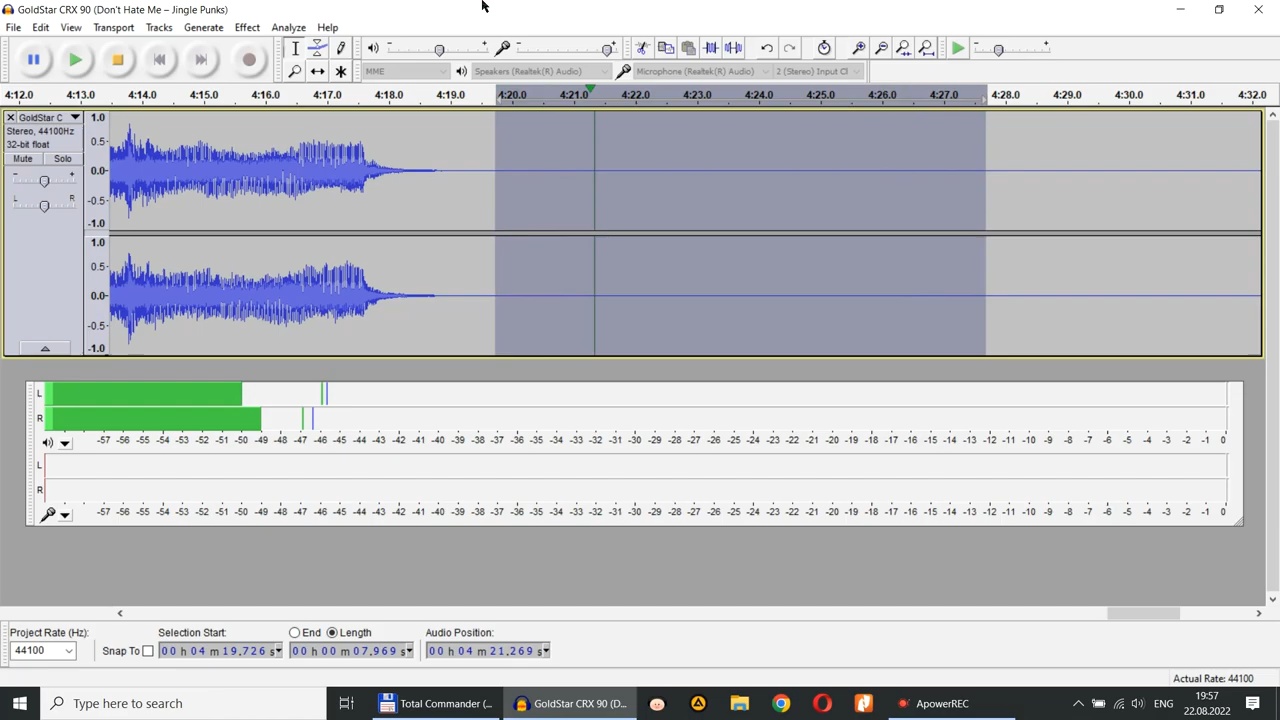 GoldStar CRX 90 (Don't Hate Me – Jingle Punks)
File Edit View Transport Tracks Generate Effect Analyze Help
MME Speakers (Realtek(R) Audio) Microphone (Realtek(R) Audio) 2 (Stereo) Input Cl
4:12.0 4:13.0 4:14.0 4:15.0 4:16.0 4:17.0 4:18.0 4:19.0 4:20.0 4:21.0 4:22.0 4:23.0 4:24.0 4:25.0 4:26.0 4:27.0 4:28.0 4:29.0 4:30.0 4:31.0 4:32.0
GoldStar C
Stereo, 44100Hz
32-bit float
Mute Solo
- +
L R
1.0
0.5
0.0-
-0.5
-1.0
1.0
0.5
0.0-
-0.5
-1.0
L
R
-57 -56 -55 -54 -53 -52 -51 -50 -49 -48 -47 -46 -45 -44 -43 -42 -41 -40 -39 -38 -37 -36 -35 -34 -33 -32 -31 -30 -29 -28 -27 -26 -25 -24 -23 -22 -21 -20 -19 -18 -17 -16 -15 -14 -13 -12 -11 -10 -9 -8 -7 -6 -5 -4 -3 -2 -1 0
L
R
-57 -56 -55 -54 -53 -52 -51 -50 -49 -48 -47 -46 -45 -44 -43 -42 -41 -40 -39 -38 -37 -36 -35 -34 -33 -32 -31 -30 -29 -28 -27 -26 -25 -24 -23 -22 -21 -20 -19 -18 -17 -16 -15 -14 -13 -12 -11 -10 -9 -8 -7 -6 -5 -4 -3 -2 -1 0
Project Rate (Hz): Selection Start: End Length Audio Position:
44100 Snap To 00 h 04 m 19,726 s 00 h 00 m 07,969 s 00 h 04 m 21,269 s
Actual Rate: 44100
Type here to search Total Commander (... GoldStar CRX 90 (D... ApowerREC ENG 19:57
22.08.2022